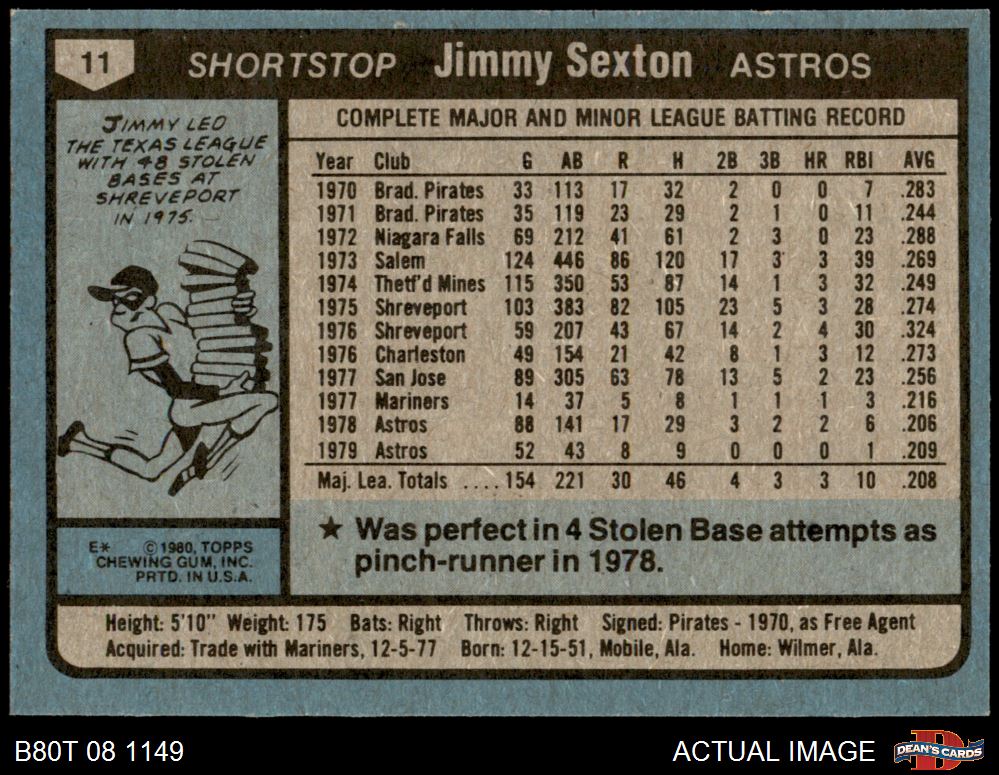 11 SHORTSTOP Jimmy Sexton ASTROS
JIMMY LED
THE TEXAS LEAGUE
WITH 48 STOLEN
BASES AT
SHREVEPORT
IN 1975.
COMPLETE MAJOR AND MINOR LEAGUE BATTING RECORD
Year Club G AB R H 2B 3B HR RBI AVG
1970 Brad. Pirates 33 113 17 32 2 0 0 7 .283
1971 Brad. Pirates 35 119 23 29 2 1 0 11 .244
1972 Niagara Falls 69 212 41 61 2 3 0 23 .288
1973 Salem 124 446 86 120 17 3 3 39 .269
1974 Thetf'd Mines 115 350 53 87 14 1 3 32 .249
1975 Shreveport 103 383 82 105 23 5 3 28 .274
1976 Shreveport 59 207 43 67 14 2 4 30 .324
1976 Charleston 49 154 21 42 8 1 3 12 .273
1977 San Jose 89 305 63 78 13 5 2 23 .256
1977 Mariners 14 37 5 8 1 1 1 3 .216
1978 Astros 88 141 17 29 3 2 2 6 .206
1979 Astros 52 43 8 9 0 0 0 1 .209
Maj. Lea. Totals ....154 221 30 46 4 3 3 10 .208
★ Was perfect in 4 Stolen Base attempts as
pinch-runner in 1978.
E* ©1980, TOPPS
CHEWING GUM, INC.
PRTD. IN U.S.A.
Height: 5'10" Weight: 175 Bats: Right Throws: Right Signed: Pirates - 1970, as Free Agent
Acquired: Trade with Mariners, 12-5-77 Born: 12-15-51, Mobile, Ala. Home: Wilmer, Ala.
B80T 08 1149 ACTUAL IMAGE
D
DEAN'S CARDS